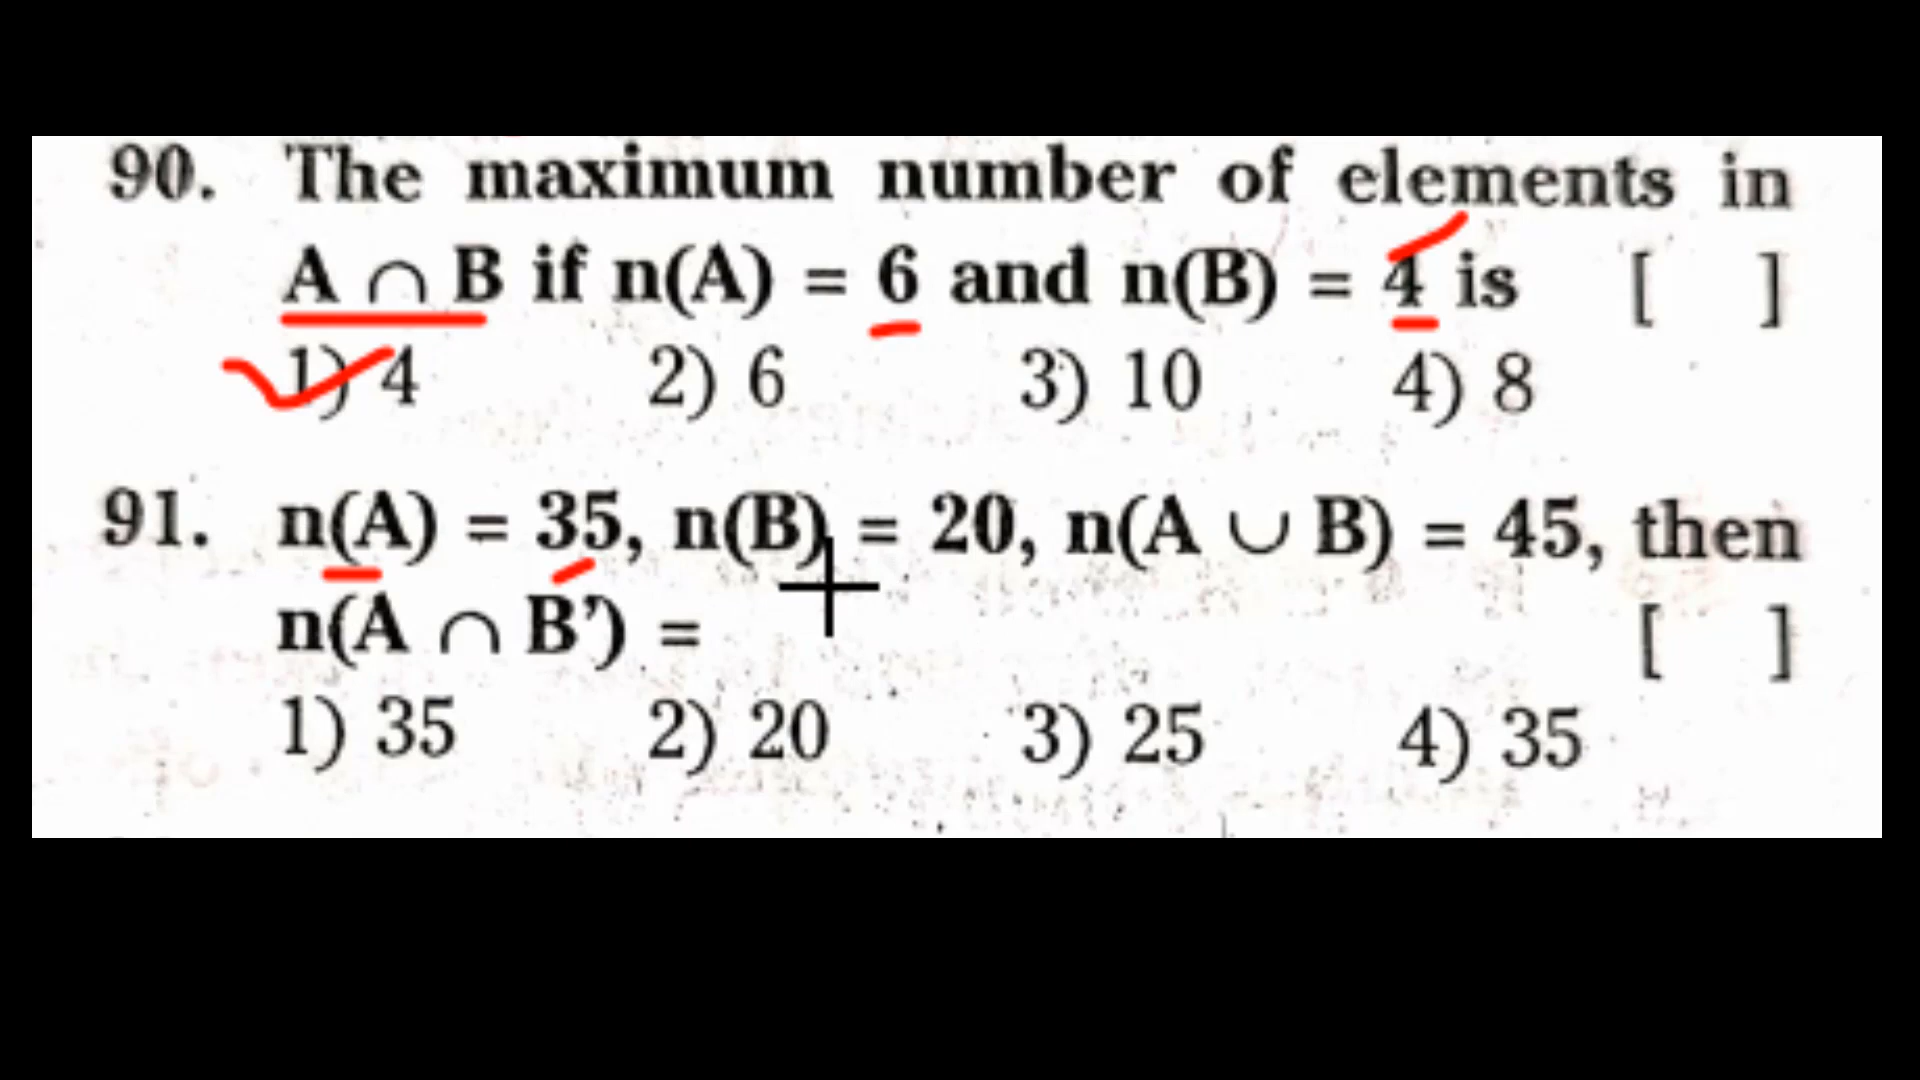 90. The maximum number of elements in
A ∩ B if n(A) = 6 and n(B) = 4 is [ ]
1) 4 2) 6 3) 10 4) 8
91. n(A) = 35, n(B) = 20, n(A ∪ B) = 45, then
n(A ∩ B’) = [ ]
1) 35 2) 20 3) 25 4) 35